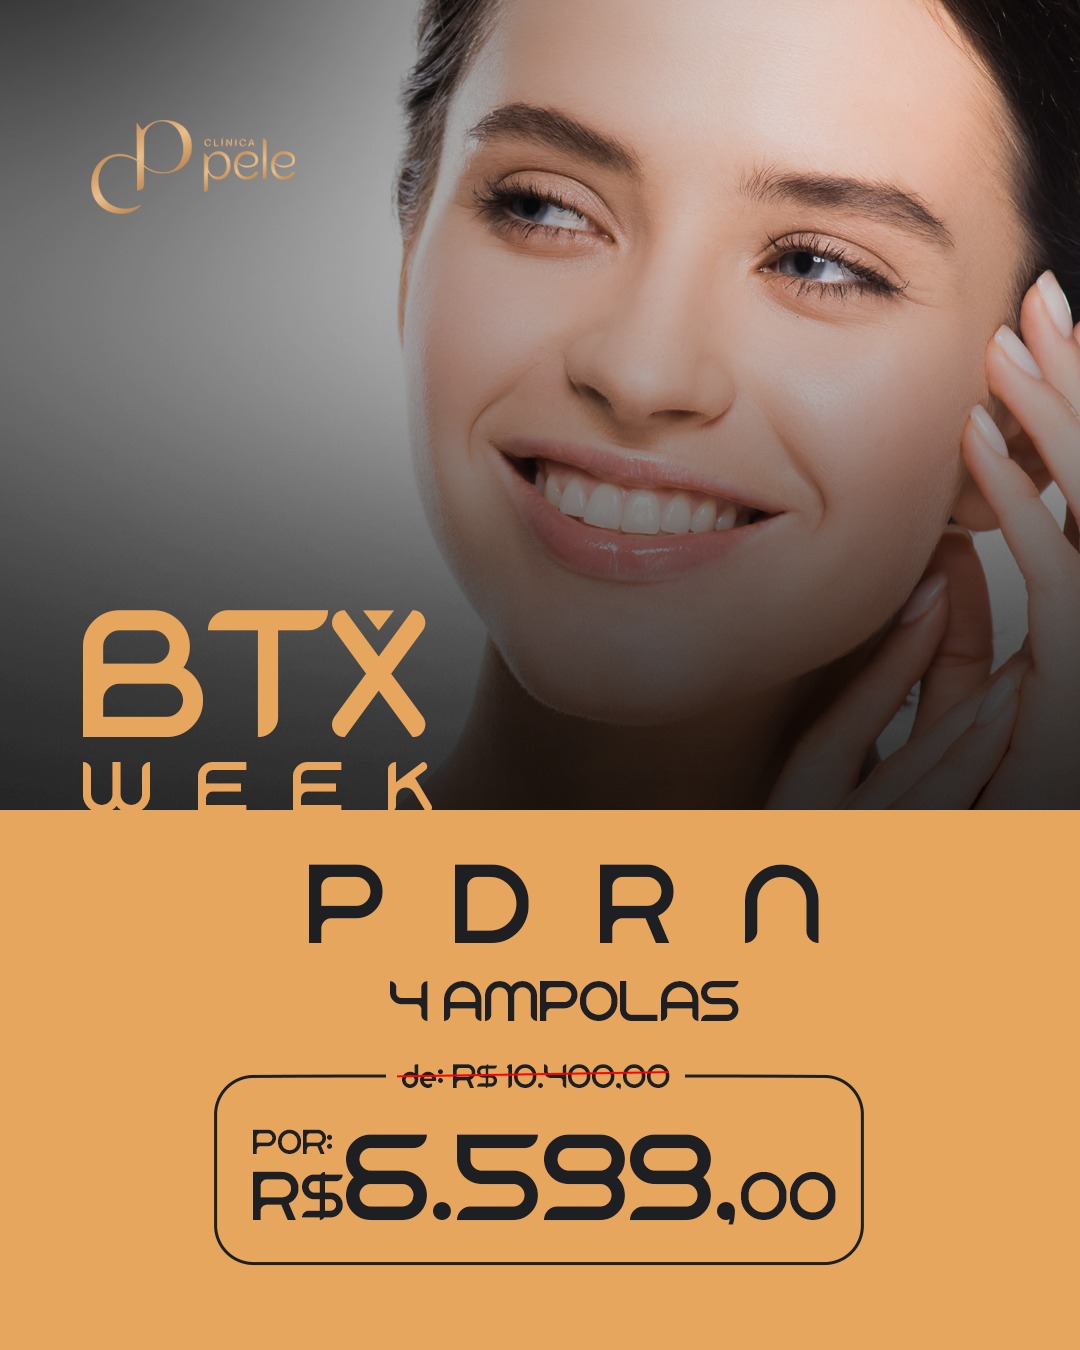 CLÍNICA
pele
BTX
WEEK
PDRN
4 AMPOLAS
de: R$ 10.400,00
POR:
R$6.599,00